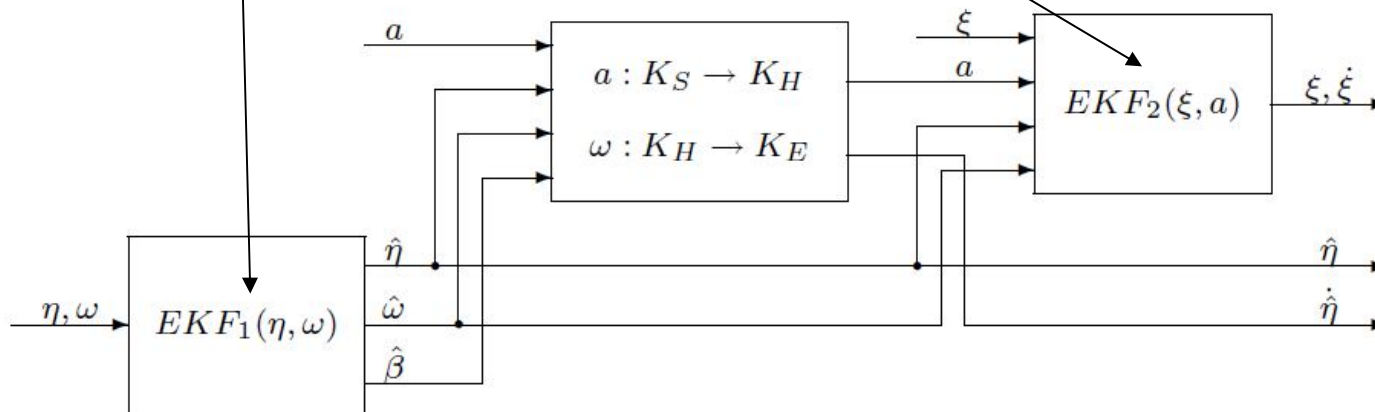 a
a : K_S → K_H
ω : K_H → K_E
ξ
a
EKF_2(ξ, a)
ξ, ξ̇
η, ω
EKF_1(η, ω)
η̂
ω̂
β̂
η̂
η̂̇